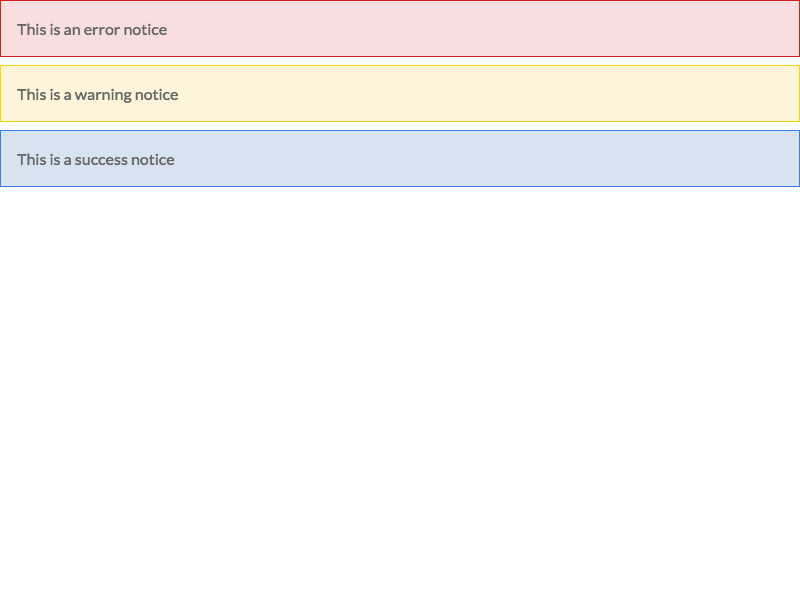 This is an error notice
This is a warning notice
This is a success notice